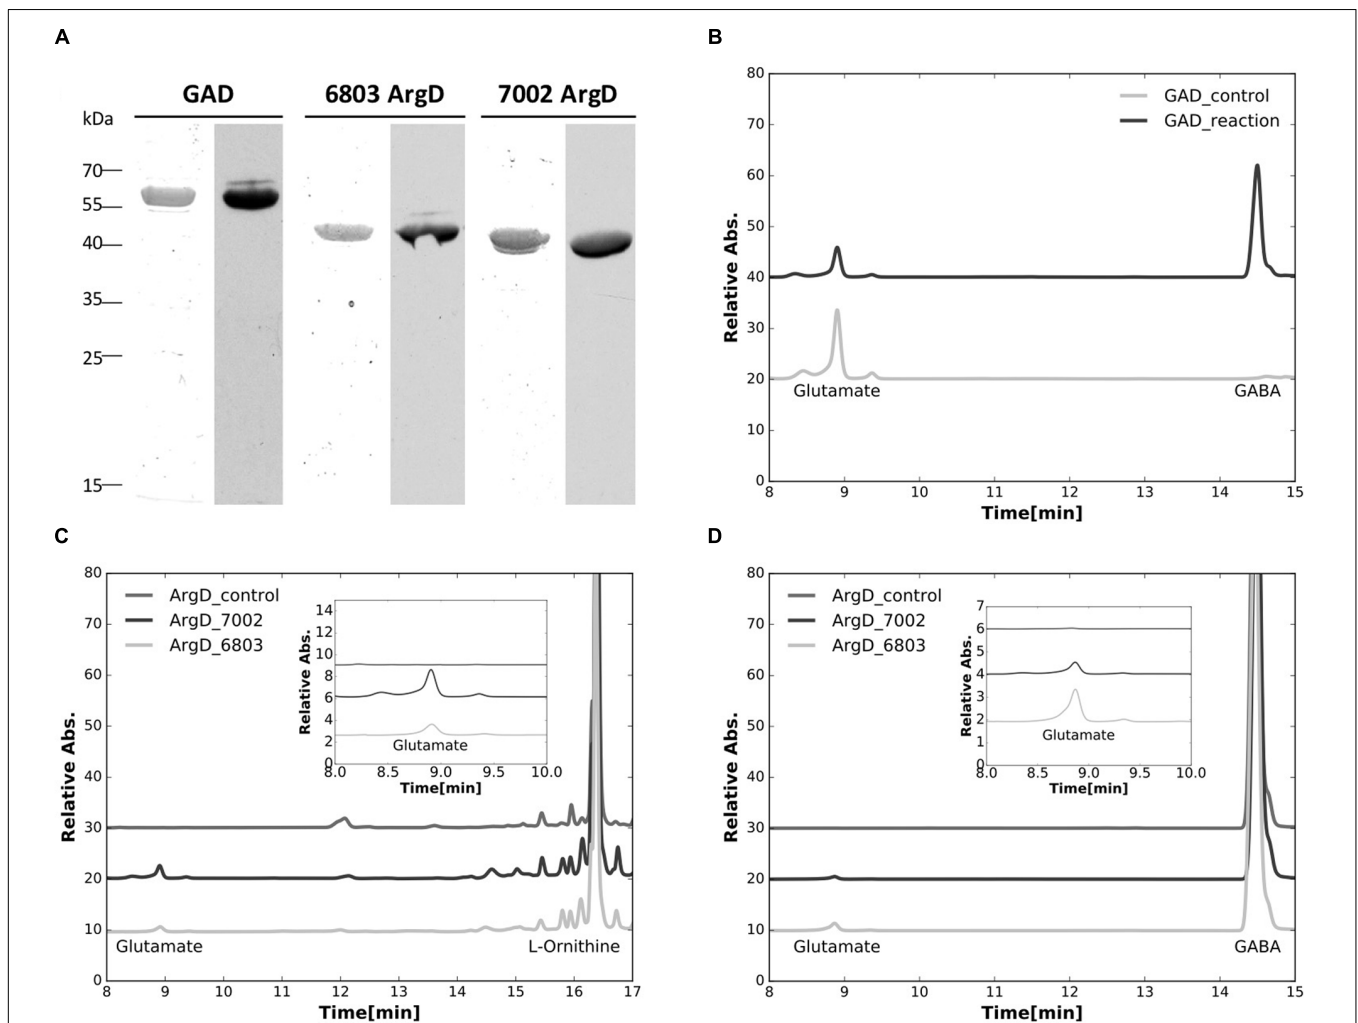 A
GAD 6803 ArgD 7002 ArgD
kDa
70
55
40
35
25
15
B
80
70
60
50
40
30
20
10
0
Relative Abs.
GAD_control
GAD_reaction
Glutamate GABA
8 9 10 11 12 13 14 15
Time[min]
C
80
70
60
50
40
30
20
10
0
Relative Abs.
ArgD_control
ArgD_7002
ArgD_6803
14
12
10
8
6
4
2
0
Relative Abs.
Glutamate
8.0 8.5 9.0 9.5 10.0
Time[min]
Glutamate L-Ornithine
8 9 10 11 12 13 14 15 16 17
Time[min]
D
80
70
60
50
40
30
20
10
0
Relative Abs.
ArgD_control
ArgD_7002
ArgD_6803
7
6
5
4
3
2
1
0
Relative Abs.
Glutamate
8.0 8.5 9.0 9.5 10.0
Time[min]
Glutamate GABA
8 9 10 11 12 13 14 15
Time[min]